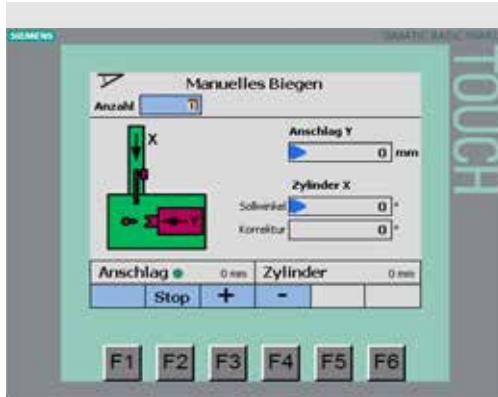 SIEMENS
SIMATIC BASIC PANEL
TOUCH
Manuelles Biegen
Anzahl
X
Anschlag Y
0 mm
Zylinder X
Sollwinkel 0 °
Korrektur 0 °
Y
Anschlag 0 mm Zylinder 0 mm
Stop + -
F1 F2 F3 F4 F5 F6